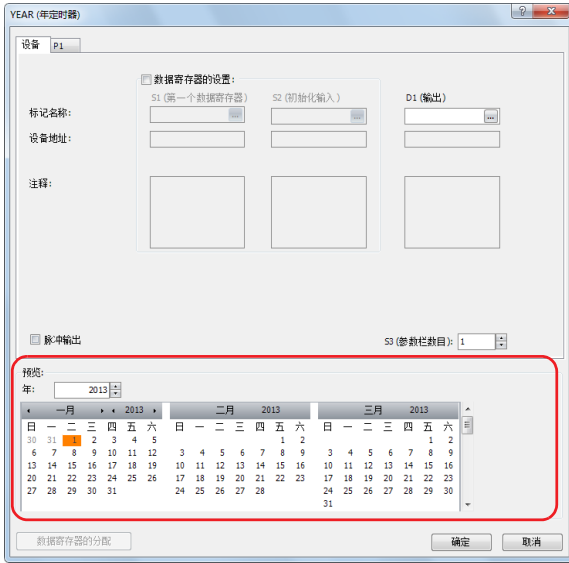 YEAR (年定时器)
设备 P1
数据寄存器的设置:
S1 (第一个数据寄存器) S2 (初始化输入) D1 (输出)
标记名称: ... ... ...
设备地址:
注释:
脉冲输出 S3 (参数栏数目): 1
预览:
年: 2013
一月 2013 二月 2013 三月 2013
日 一 二 三 四 五 六 日 一 二 三 四 五 六 日 一 二 三 四 五 六
30 31 1 2 3 4 5 1 2 1 2
6 7 8 9 10 11 12 3 4 5 6 7 8 9 3 4 5 6 7 8 9
13 14 15 16 17 18 19 10 11 12 13 14 15 16 10 11 12 13 14 15 16
20 21 22 23 24 25 26 17 18 19 20 21 22 23 17 18 19 20 21 22 23
27 28 29 30 31 24 25 26 27 28 24 25 26 27 28 29 30
31
数据寄存器的分配 确定 取消